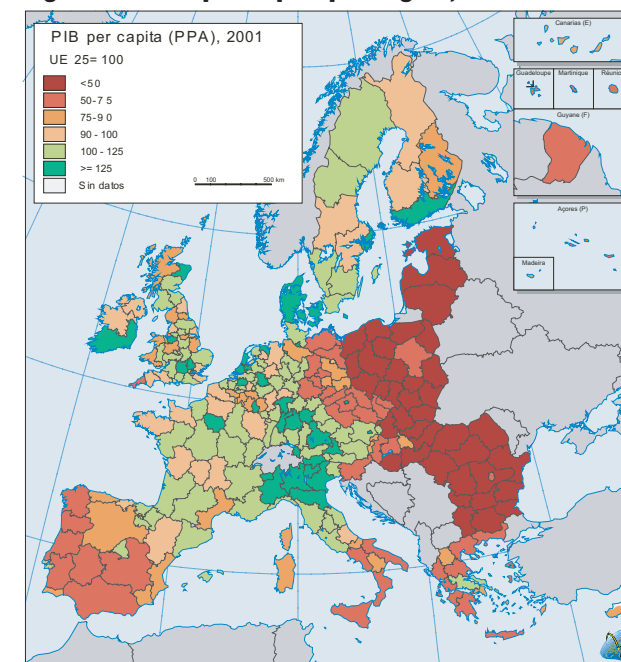 PIB per capita (PPA), 2001
UE 25= 100
<50
50-7 5
75-9 0
90 - 100
100 - 125
>= 125
Sin datos
0 100 500 km
Canarias (E)
Guadeloupe Martinique Réunio
Guyane (F)
Açores (P)
Madeira